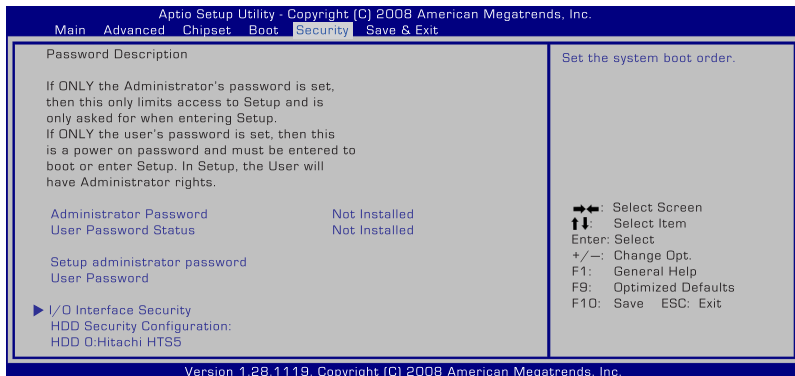 Aptio Setup Utility - Copyright (C) 2008 American Megatrends, Inc.
Main Advanced Chipset Boot Security Save & Exit
Password Description
If ONLY the Administrator's password is set,
then this only limits access to Setup and is
only asked for when entering Setup.
If ONLY the user's password is set, then this
is a power on password and must be entered to
boot or enter Setup. In Setup, the User will
have Administrator rights.
Administrator Password Not Installed
User Password Status Not Installed
Setup administrator password
User Password
I/O Interface Security
HDD Security Configuration:
HDD 0:Hitachi HTS5
Set the system boot order.
: Select Screen
: Select Item
Enter: Select
+/—: Change Opt.
F1: General Help
F9: Optimized Defaults
F10: Save ESC: Exit
Version 1.28.1119. Copyright (C) 2008 American Megatrends, Inc.